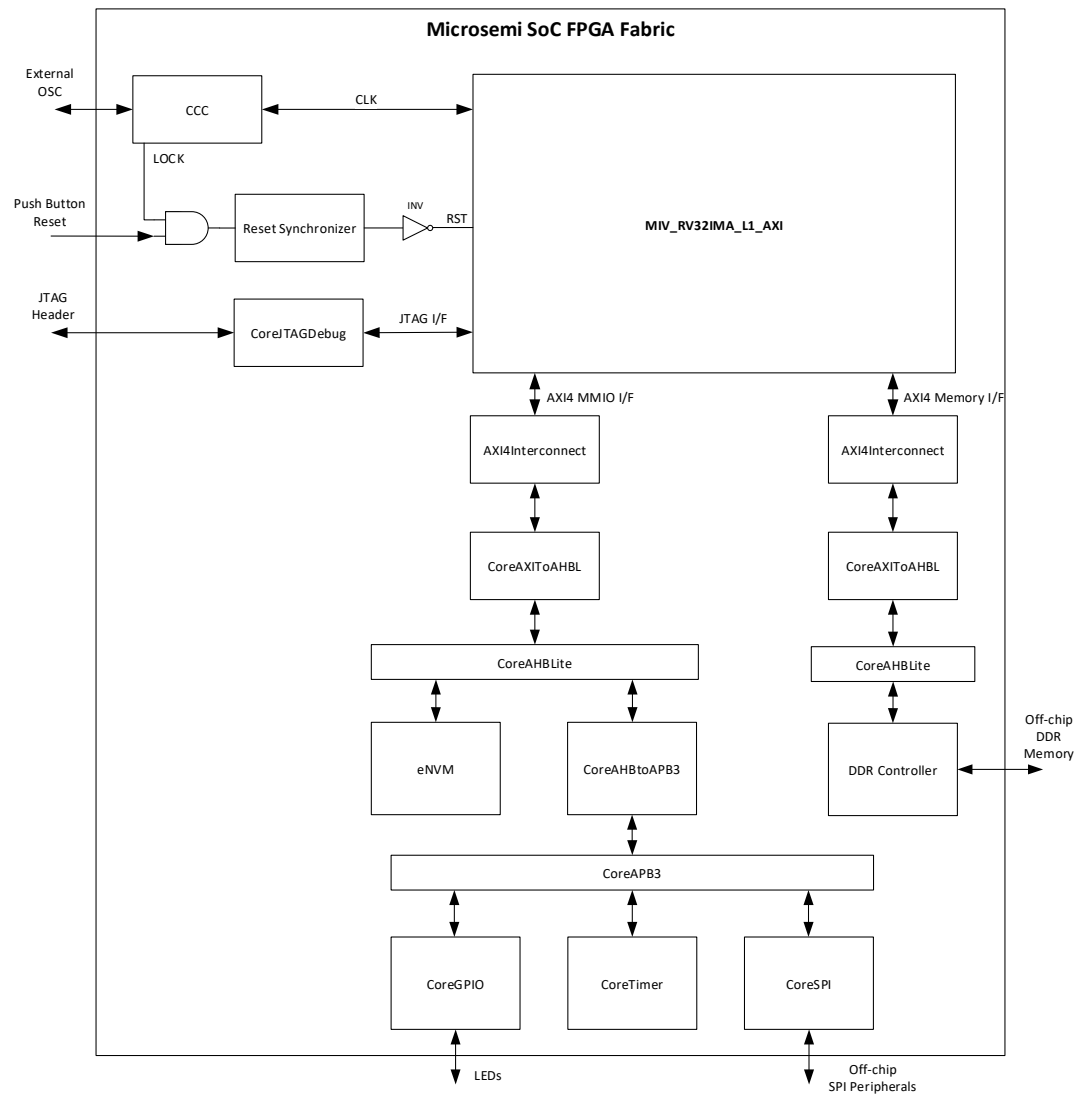 Microsemi SoC FPGA Fabric
External
OSC
CCC
CLK
LOCK
Push Button
Reset
Reset Synchronizer
INV
RST
MIV_RV32IMA_L1_AXI
JTAG
Header
CoreJTAGDebug
JTAG I/F
AXI4 MMIO I/F
AXI4 Memory I/F
AXI4Interconnect
AXI4Interconnect
CoreAXIToAHBL
CoreAXIToAHBL
CoreAHBLite
CoreAHBLite
eNVM
CoreAHBtoAPB3
DDR Controller
Off-chip
DDR
Memory
CoreAPB3
CoreGPIO
CoreTimer
CoreSPI
LEDs
Off-chip
SPI Peripherals